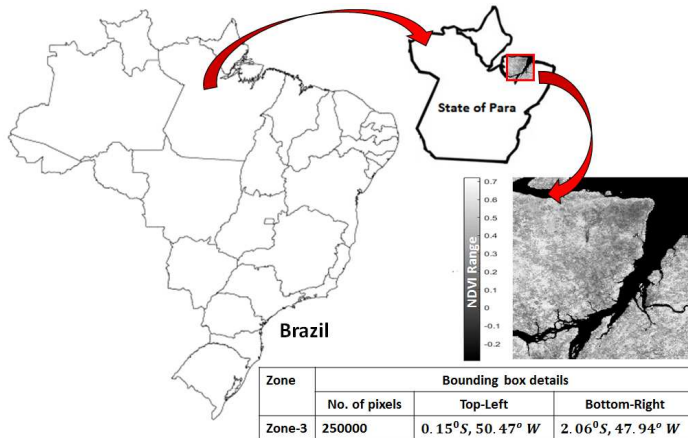 State of Para
NDVI Range
0.7
0.6
0.5
0.4
0.3
0.2
0.1
0
-0.1
-0.2
Brazil
Zone Bounding box details
No. of pixels Top-Left Bottom-Right
Zone-3 250000 0.15⁰S, 50.47° W 2.06⁰S, 47.94° W